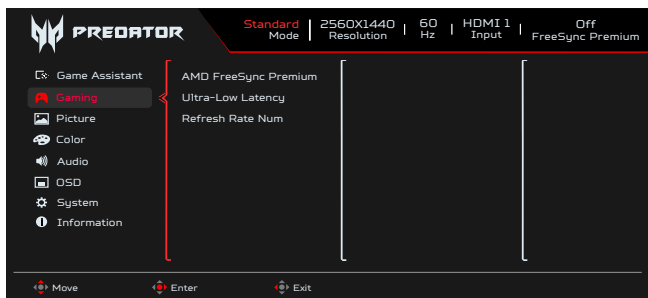 PREDATOR
Standard 2560X1440 60 HDMI 1 Off
Mode Resolution Hz Input FreeSync Premium
Game Assistant
Gaming
Picture
Color
Audio
OSD
System
Information
AMD FreeSync Premium
Ultra-Low Latency
Refresh Rate Num
Move Enter Exit